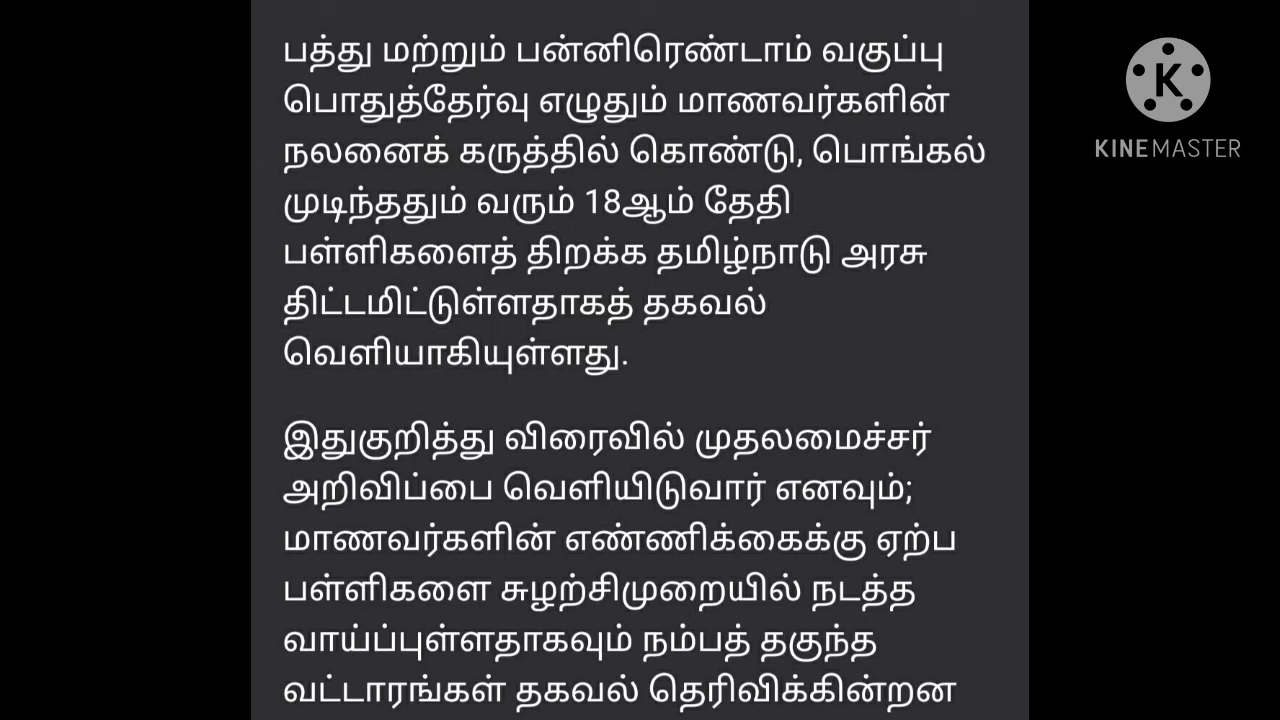 பத்து மற்றும் பன்னிரெண்டாம் வகுப்பு
பொதுத்தேர்வு எழுதும் மாணவர்களின்
நலனைக் கருத்தில் கொண்டு, பொங்கல்
முடிந்ததும் வரும் 18ஆம் தேதி
பள்ளிகளைத் திறக்க தமிழ்நாடு அரசு
திட்டமிட்டுள்ளதாகத் தகவல்
வெளியாகியுள்ளது.
இதுகுறித்து விரைவில் முதலமைச்சர்
அறிவிப்பை வெளியிடுவார் எனவும்;
மாணவர்களின் எண்ணிக்கைக்கு ஏற்ப
பள்ளிகளை சுழற்சிமுறையில் நடத்த
வாய்ப்புள்ளதாகவும் நம்பத் தகுந்த
வட்டாரங்கள் தகவல் தெரிவிக்கின்றன
K
KINEMASTER